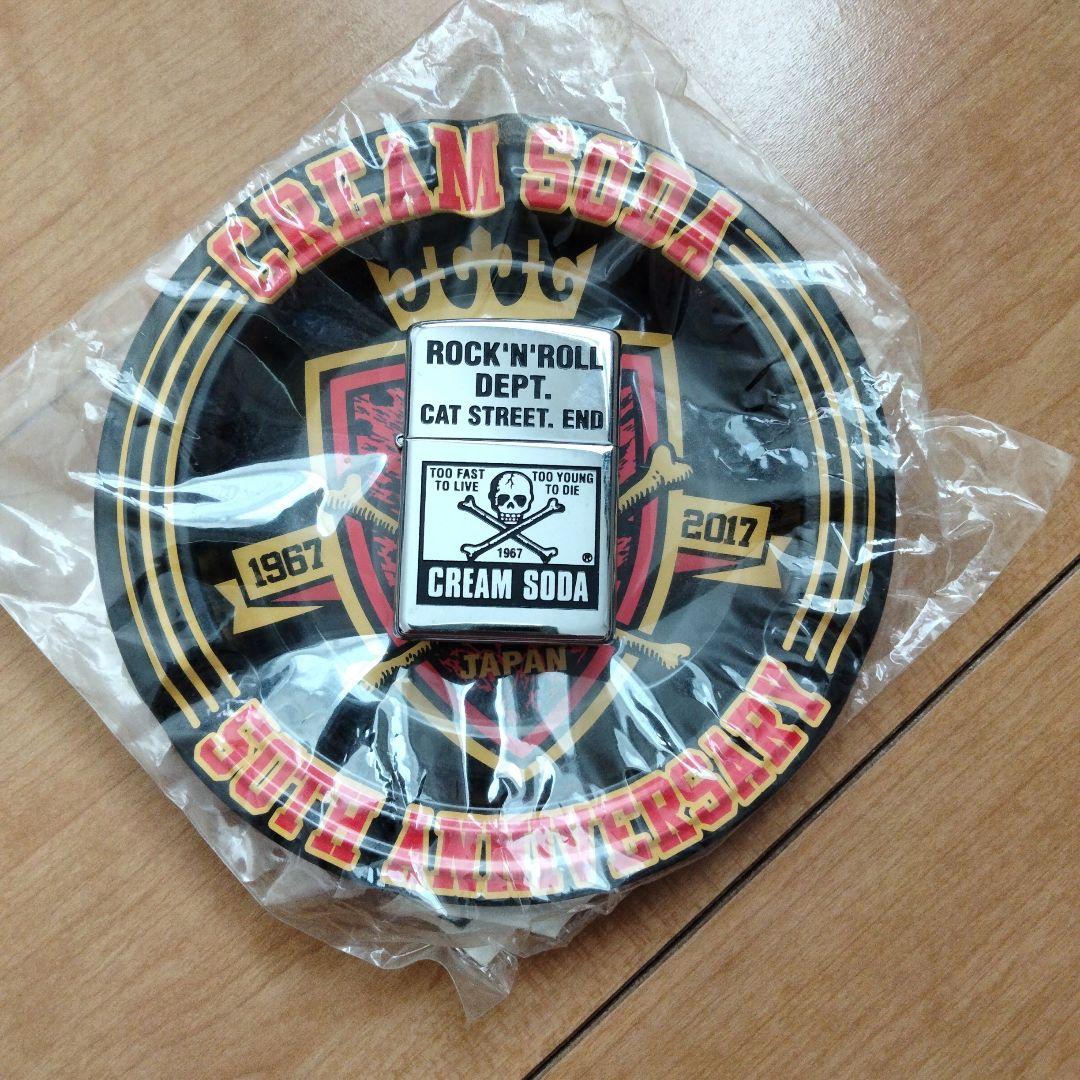 CREAM SODA
ROCK'N'ROLL
DEPT.
CAT STREET. END
TOO FAST
TO LIVE
TOO YOUNG
TO DIE
1967
®
CREAM SODA
1967
2017
JAPAN
50TH ANNIVERSARY